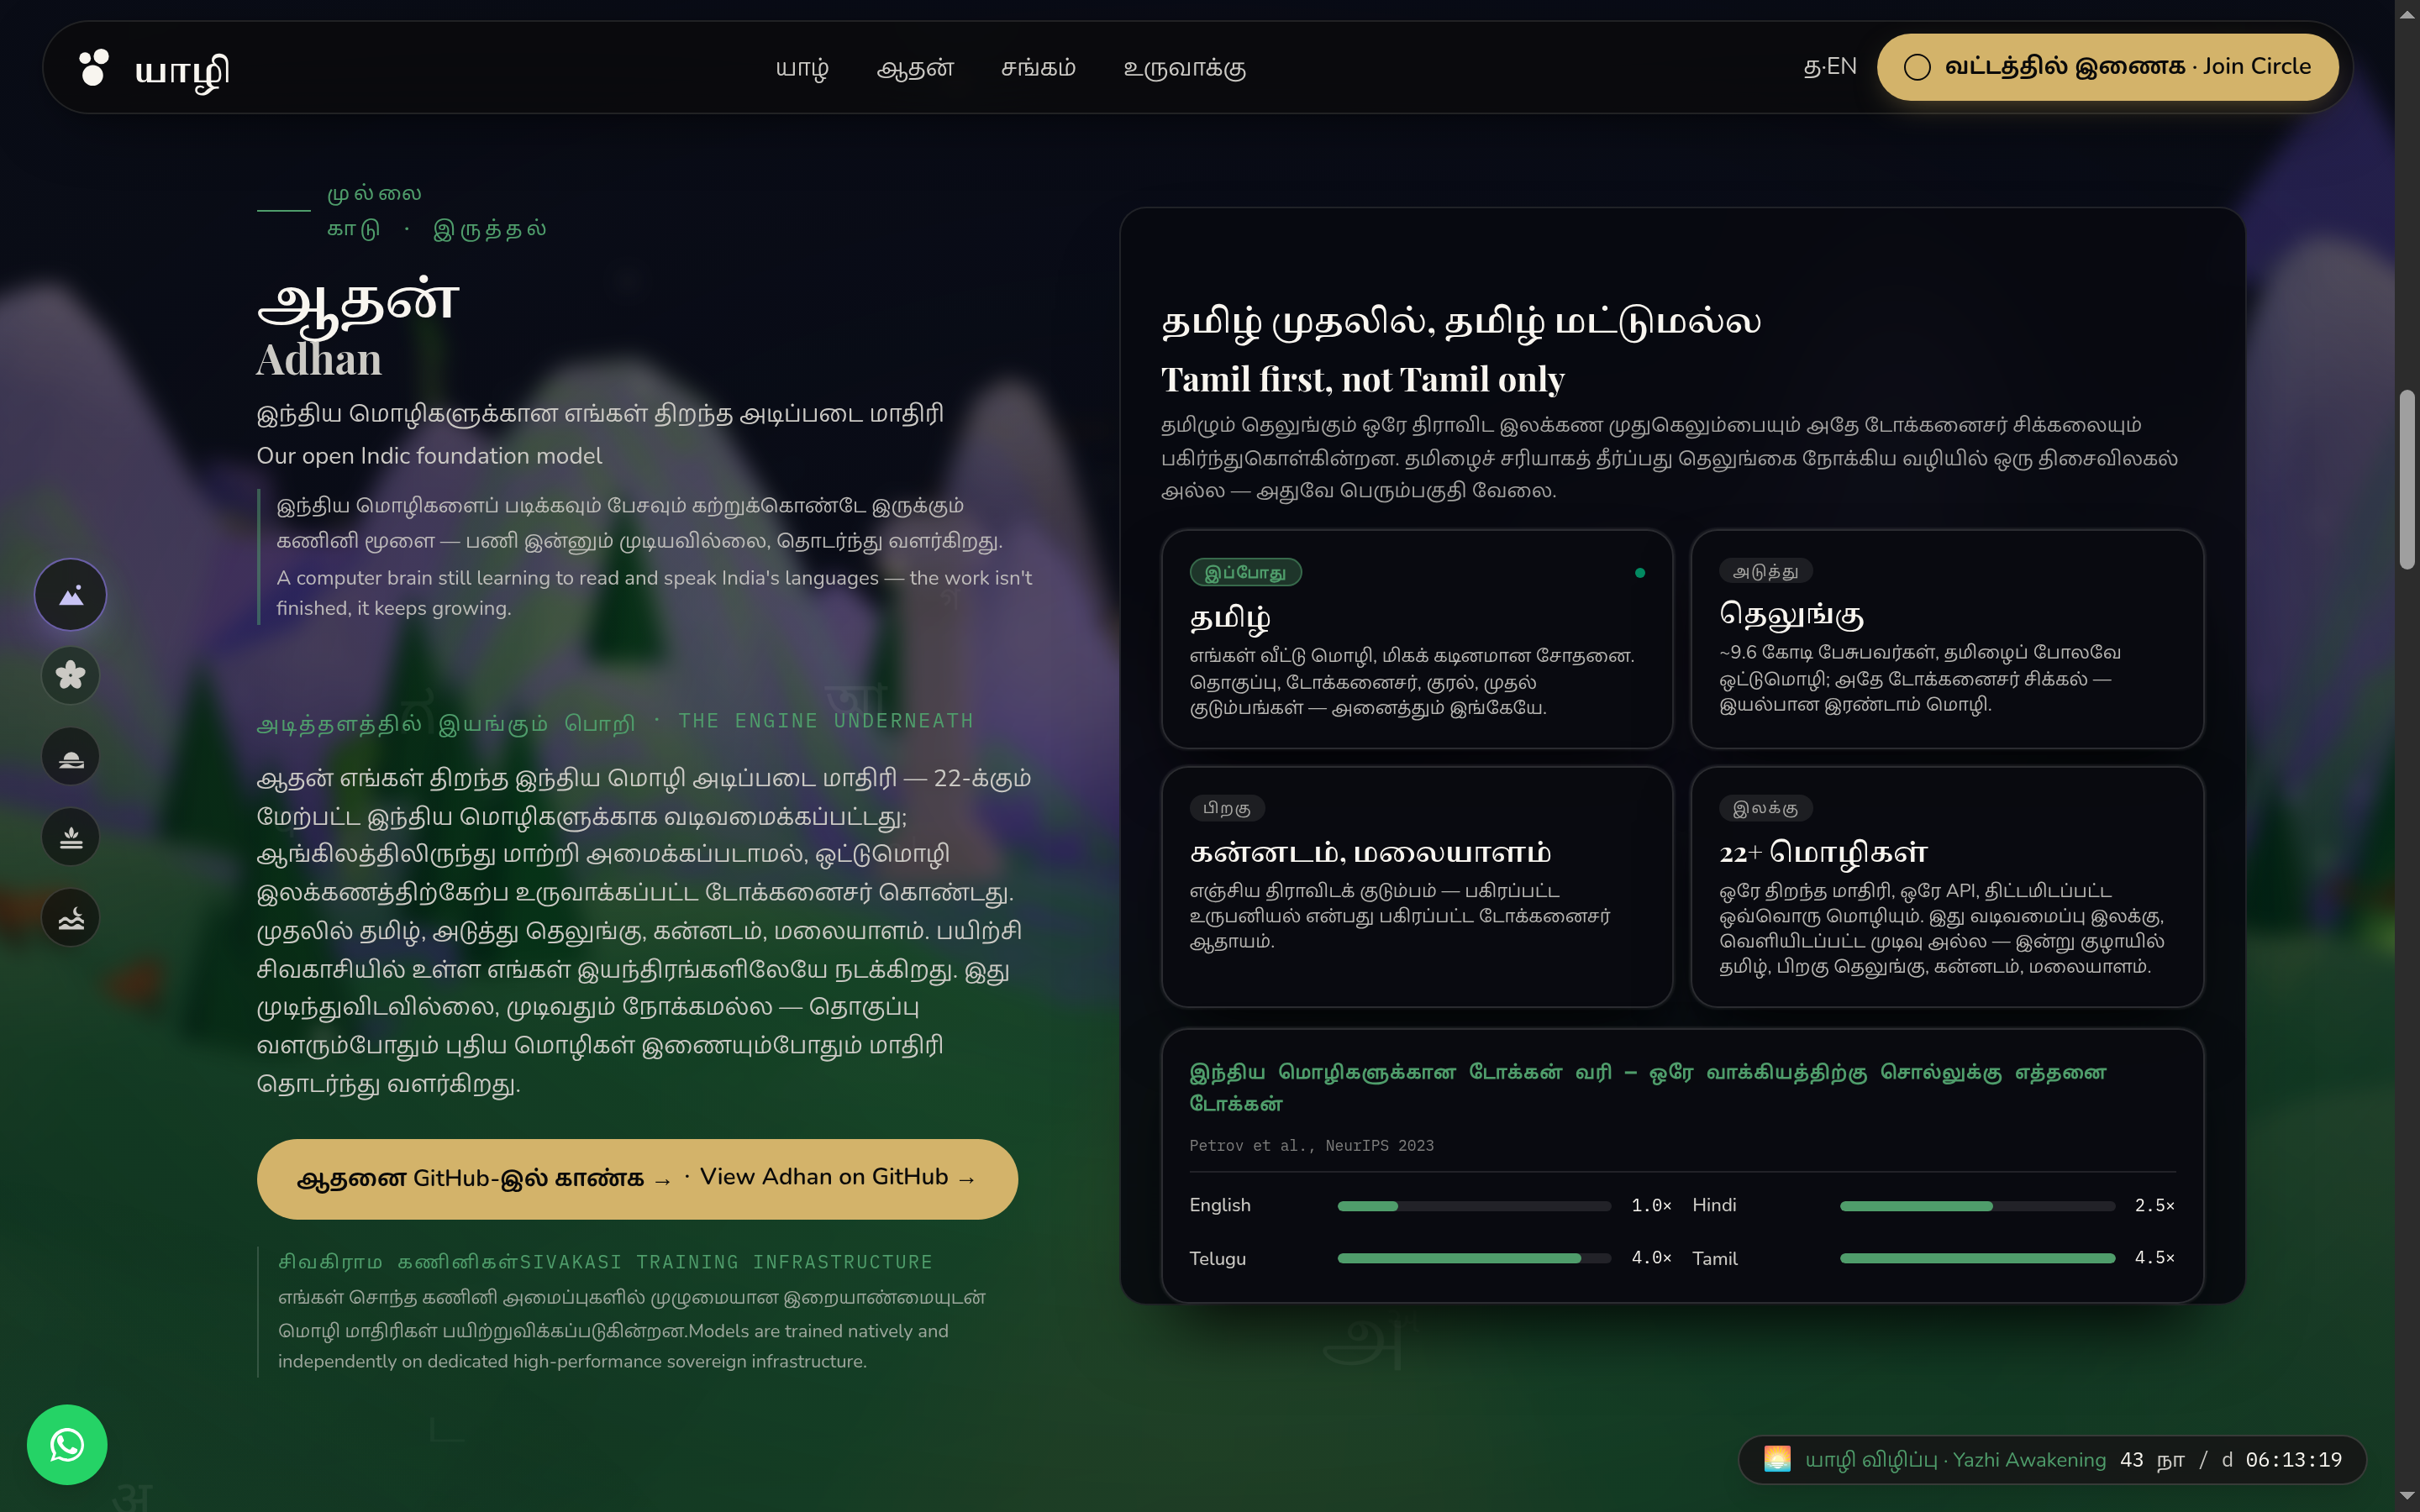 யாழி
யாழ்
ஆதன்
சங்கம்
உருவாக்கு
த·EN
வட்டத்தில் இணைக · Join Circle
முல்லை
காடு · இருத்தல்
ஆதன்
Adhan
இந்திய மொழிகளுக்கான எங்கள் திறந்த அடிப்படை மாதிரி
Our open Indic foundation model
இந்திய மொழிகளைப் படிக்கவும் பேசவும் கற்றுக்கொண்டே இருக்கும்
கணினி மூளை — பணி இன்னும் முடியவில்லை, தொடர்ந்து வளர்கிறது.
A computer brain still learning to read and speak India's languages — the work isn't
finished, it keeps growing.
அடித்தளத்தில் இயங்கும் பொறி · THE ENGINE UNDERNEATH
ஆதன் எங்கள் திறந்த இந்திய மொழி அடிப்படை மாதிரி — 22-க்கும்
மேற்பட்ட இந்திய மொழிகளுக்காக வடிவமைக்கப்பட்டது;
ஆங்கிலத்திலிருந்து மாற்றி அமைக்கப்படாமல், ஒட்டுமொழி
இலக்கணத்திற்கேற்ப உருவாக்கப்பட்ட டோக்கனைசர் கொண்டது.
முதலில் தமிழ், அடுத்து தெலுங்கு, கன்னடம், மலையாளம். பயிற்சி
சிவகாசியில் உள்ள எங்கள் இயந்திரங்களிலேயே நடக்கிறது. இது
முடிந்துவிடவில்லை, முடிவதும் நோக்கமல்ல — தொகுப்பு
வளரும்போதும் புதிய மொழிகள் இணையும்போதும் மாதிரி
தொடர்ந்து வளர்கிறது.
ஆதனை GitHub-இல் காண்க → · View Adhan on GitHub →
சிவகிராம கணினிகள்SIVAKASI TRAINING INFRASTRUCTURE
எங்கள் சொந்த கணினி அமைப்புகளில் முழுமையான இறையாண்மையுடன்
மொழி மாதிரிகள் பயிற்றுவிக்கப்படுகின்றன.Models are trained natively and
independently on dedicated high-performance sovereign infrastructure.
தமிழ் முதலில், தமிழ் மட்டுமல்ல
Tamil first, not Tamil only
தமிழும் தெலுங்கும் ஒரே திராவிட இலக்கண முதுகெலும்பையும் அதே டோக்கனைசர் சிக்கலையும்
பகிர்ந்துகொள்கின்றன. தமிழைச் சரியாகத் தீர்ப்பது தெலுங்கை நோக்கிய வழியில் ஒரு திசைவிலகல்
அல்ல — அதுவே பெரும்பகுதி வேலை.
இப்போது
தமிழ்
எங்கள் வீட்டு மொழி, மிகக் கடினமான சோதனை.
தொகுப்பு, டோக்கனைசர், குரல், முதல்
குடும்பங்கள் — அனைத்தும் இங்கேயே.
அடுத்து
தெலுங்கு
~9.6 கோடி பேசுபவர்கள், தமிழைப் போலவே
ஒட்டுமொழி; அதே டோக்கனைசர் சிக்கல் —
இயல்பான இரண்டாம் மொழி.
பிறகு
கன்னடம், மலையாளம்
எஞ்சிய திராவிடக் குடும்பம் — பகிரப்பட்ட
உருபனியல் என்பது பகிரப்பட்ட டோக்கனைசர்
ஆதாயம்.
இலக்கு
22+ மொழிகள்
ஒரே திறந்த மாதிரி, ஒரே API, திட்டமிடப்பட்ட
ஒவ்வொரு மொழியும். இது வடிவமைப்பு இலக்கு,
வெளியிடப்பட்ட முடிவு அல்ல — இன்று குழாயில்
தமிழ், பிறகு தெலுங்கு, கன்னடம், மலையாளம்.
இந்திய மொழிகளுக்கான டோக்கன் வரி — ஒரே வாக்கியத்திற்கு சொல்லுக்கு எத்தனை
டோக்கன்
Petrov et al., NeurIPS 2023
English 1.0× Hindi 2.5×
Telugu 4.0× Tamil 4.5×
அ
आ
ட
अ
யாழி விழிப்பு · Yazhi Awakening 43 நா / d 06:13:19